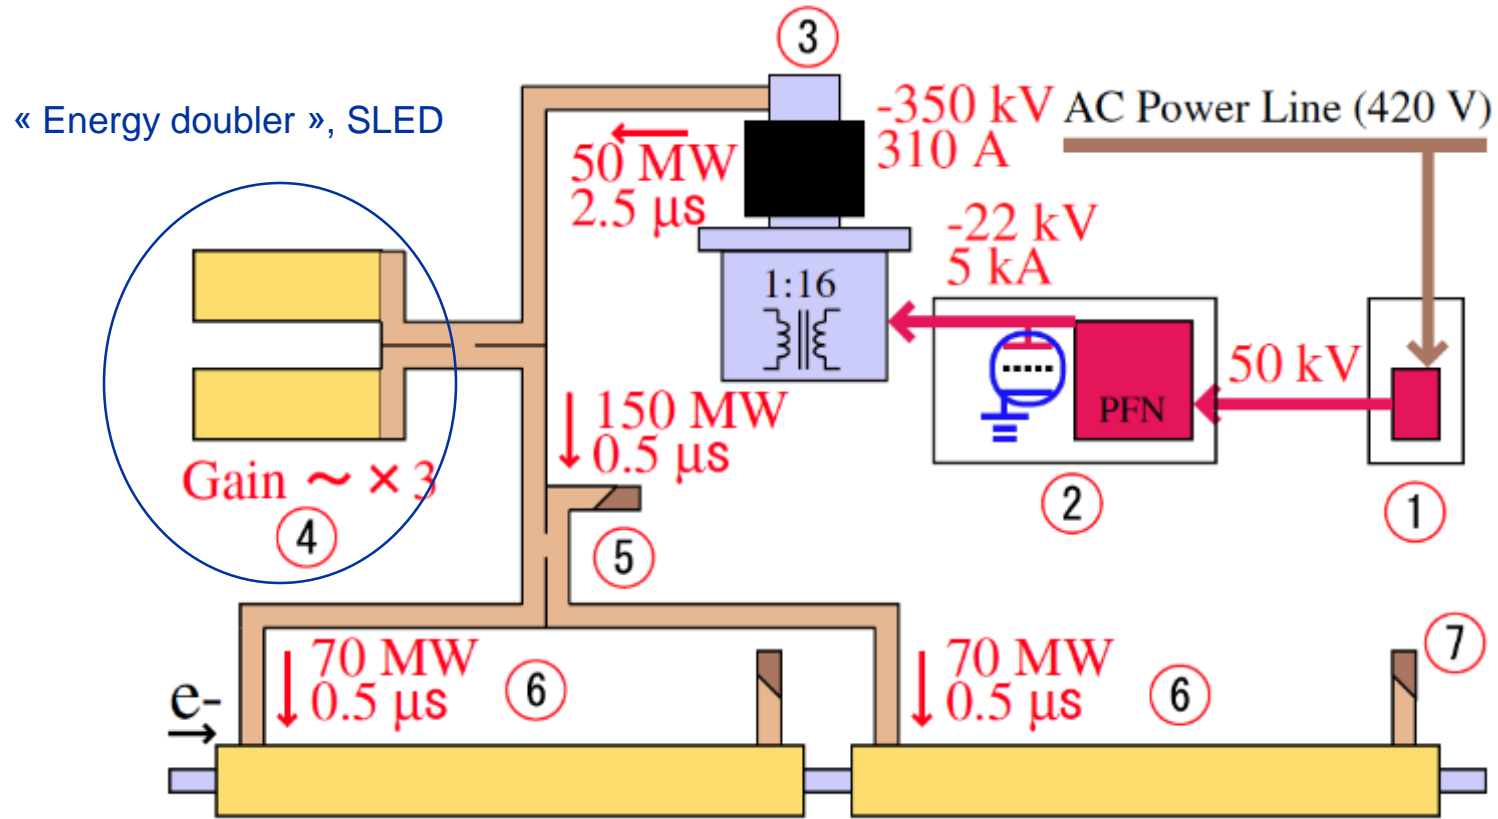 ③
« Energy doubler », SLED
-350 kV
310 A
AC Power Line (420 V)
50 MW
2.5 μs
-22 kV
5 kA
1:16
50 kV
PFN
150 MW
0.5 μs
Gain ~ × 3
④
②
①
⑤
70 MW
0.5 μs
⑥
70 MW
0.5 μs
⑥
⑦
e-